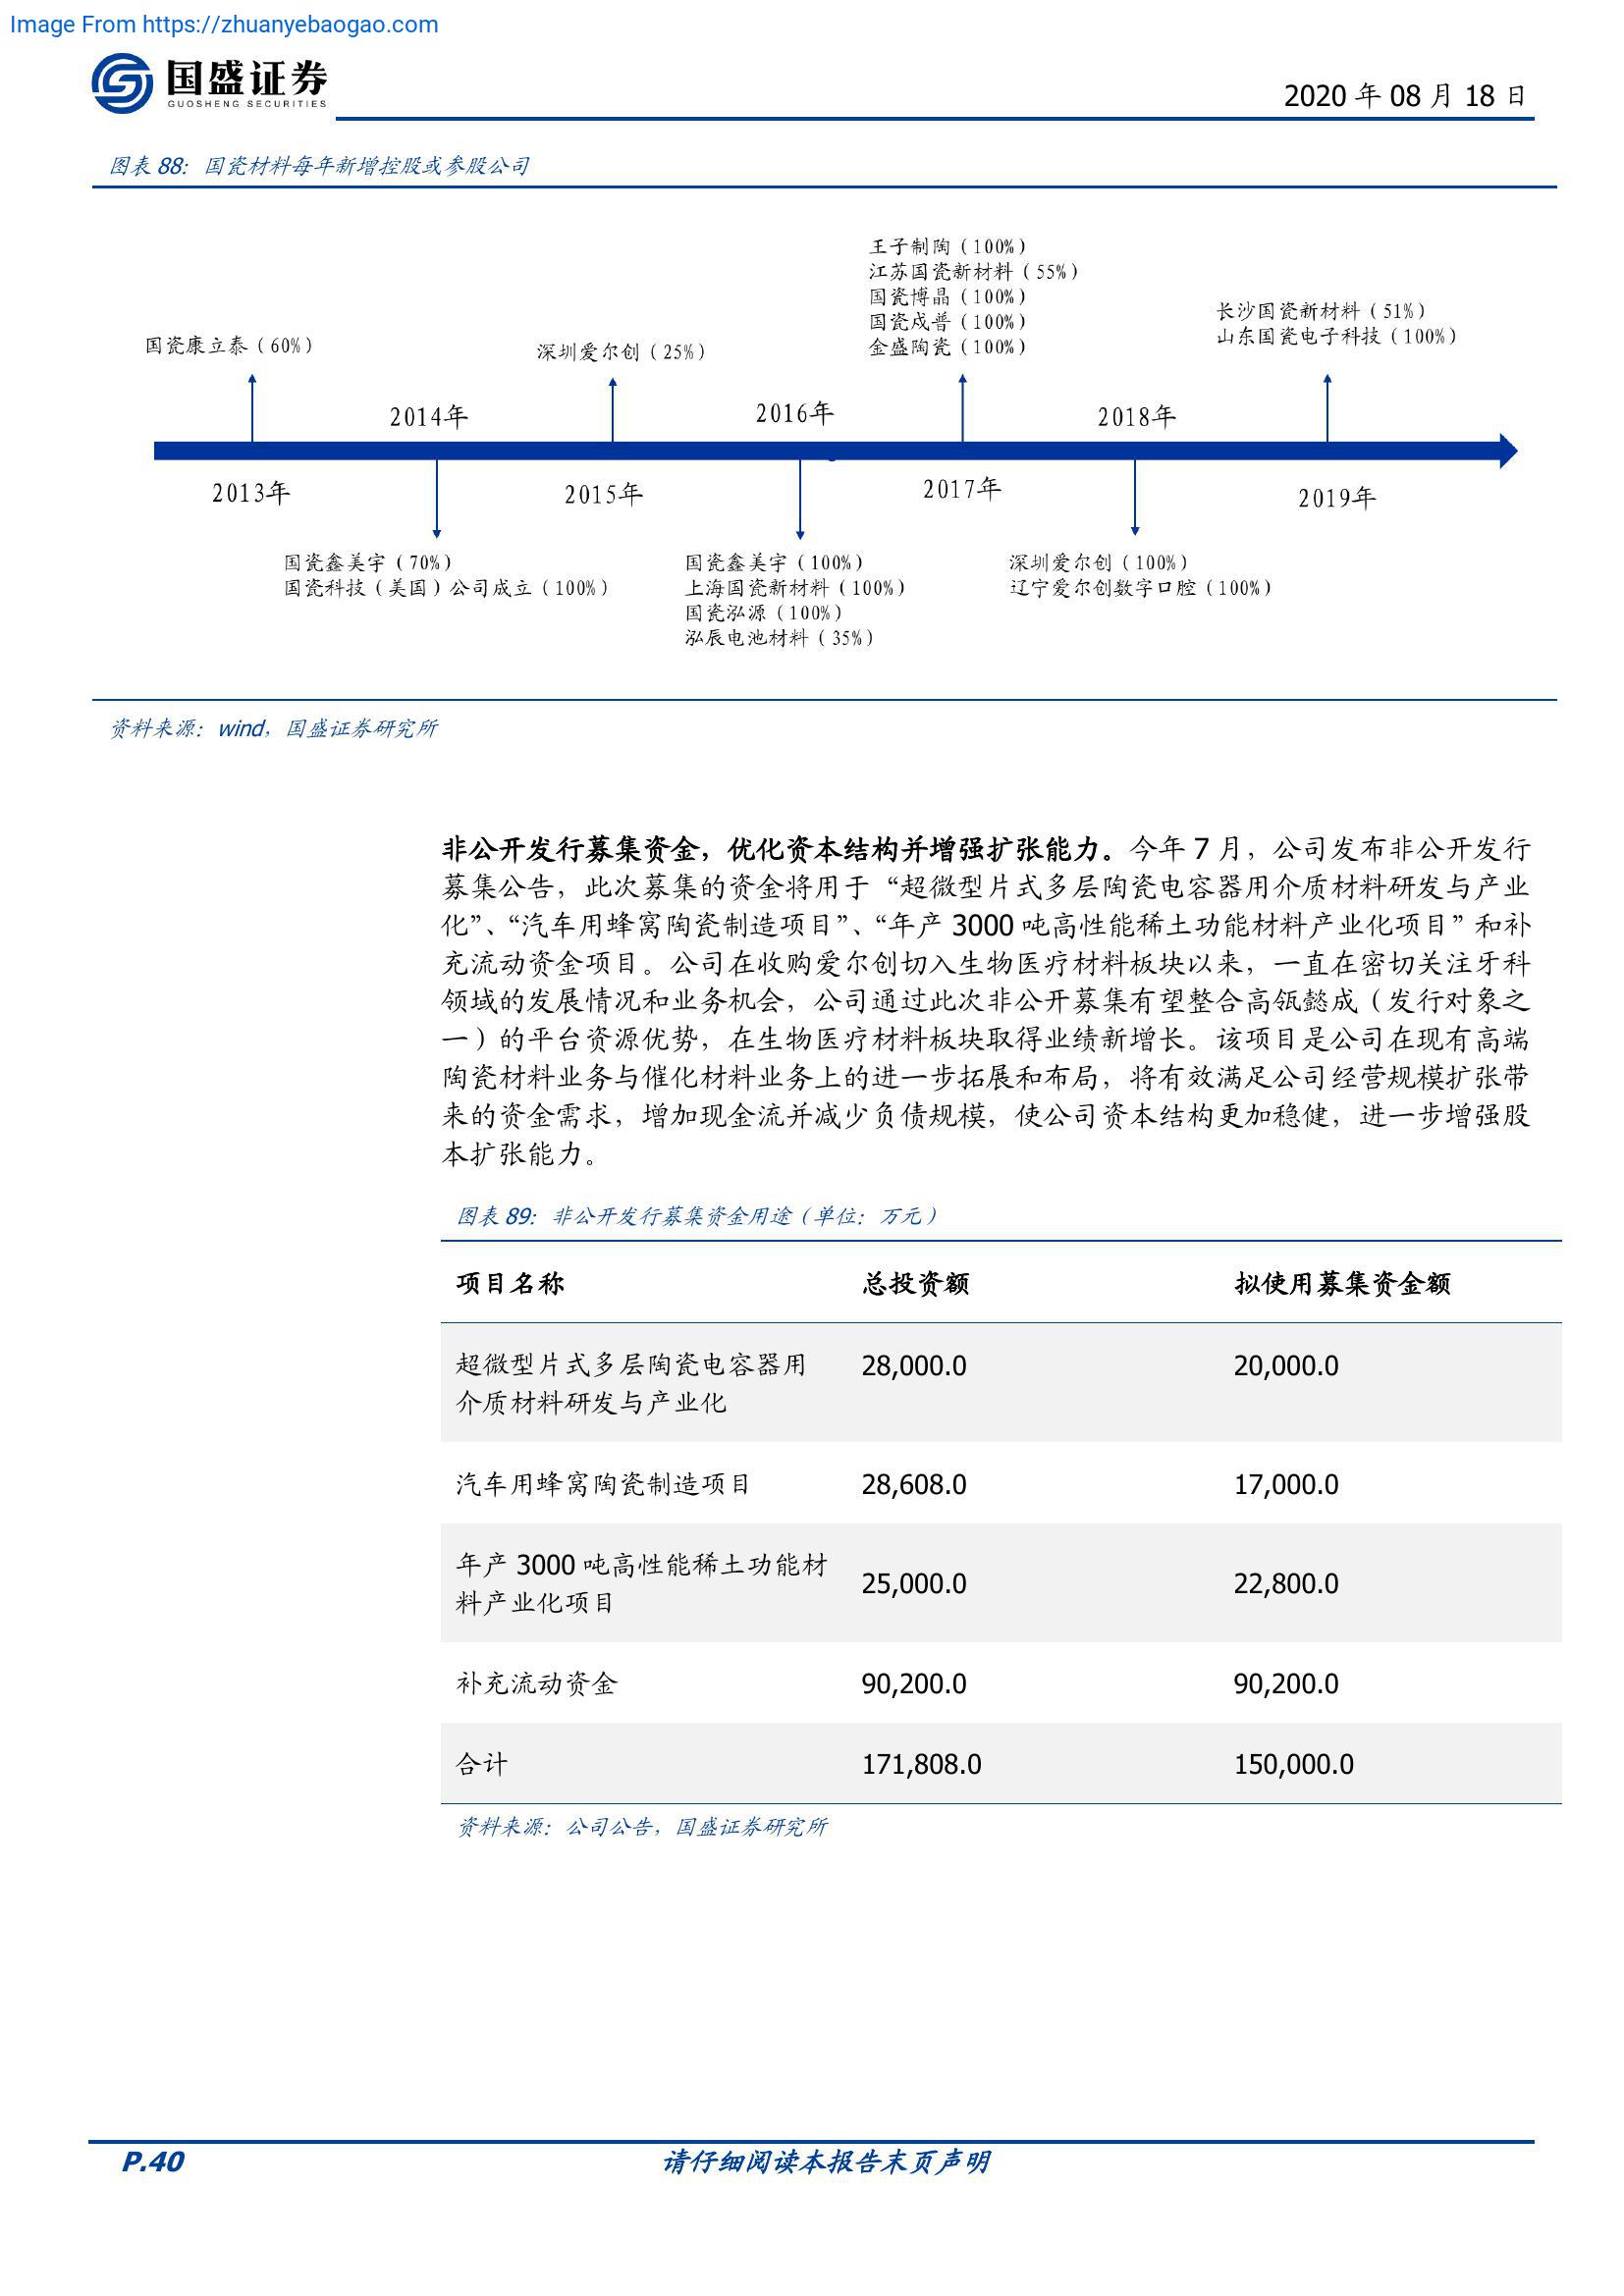 Image From https://zhuanyebaogao.com
国盛证券
GUOSHENG SECURITIES
2020 年 08 月 18 日
图表 88：国瓷材料每年新增控股或参股公司
王子制陶（100%）
江苏国瓷新材料（55%）
国瓷博晶（100%）
国瓷戍普（100%）
金盛陶瓷（100%）
长沙国瓷新材料（51%）
山东国瓷电子科技（100%）
国瓷康立泰（60%）
深圳爱尔创（25%）
2014年
2016年
2018年
2013年
2015年
2017年
2019年
国瓷鑫美宇（70%）
国瓷科技（美国）公司成立（100%）
国瓷鑫美宇（100%）
上海国瓷新材料（100%）
国瓷泓源（100%）
泓辰电池材料（35%）
深圳爱尔创（100%）
辽宁爱尔创数字口腔（100%）
资料来源：wind，国盛证券研究所
非公开发行募集资金，优化资本结构并增强扩张能力。今年 7 月，公司发布非公开发行
募集公告，此次募集的资金将用于“超微型片式多层陶瓷电容器用介质材料研发与产业
化”、“汽车用蜂窝陶瓷制造项目”、“年产 3000 吨高性能稀土功能材料产业化项目”和补
充流动资金项目。公司在收购爱尔创切入生物医疗材料板块以来，一直在密切关注牙科
领域的发展情况和业务机会，公司通过此次非公开募集有望整合高瓴懿成（发行对象之
一）的平台资源优势，在生物医疗材料板块取得业绩新增长。该项目是公司在现有高端
陶瓷材料业务与催化材料业务上的进一步拓展和布局，将有效满足公司经营规模扩张带
来的资金需求，增加现金流并减少负债规模，使公司资本结构更加稳健，进一步增强股
本扩张能力。
图表 89：非公开发行募集资金用途（单位：万元）
项目名称 总投资额 拟使用募集资金额
超微型片式多层陶瓷电容器用 28,000.0 20,000.0
介质材料研发与产业化
汽车用蜂窝陶瓷制造项目 28,608.0 17,000.0
年产 3000 吨高性能稀土功能材
料产业化项目 25,000.0 22,800.0
补充流动资金 90,200.0 90,200.0
合计 171,808.0 150,000.0
资料来源：公司公告，国盛证券研究所
P.40 请仔细阅读本报告末页声明